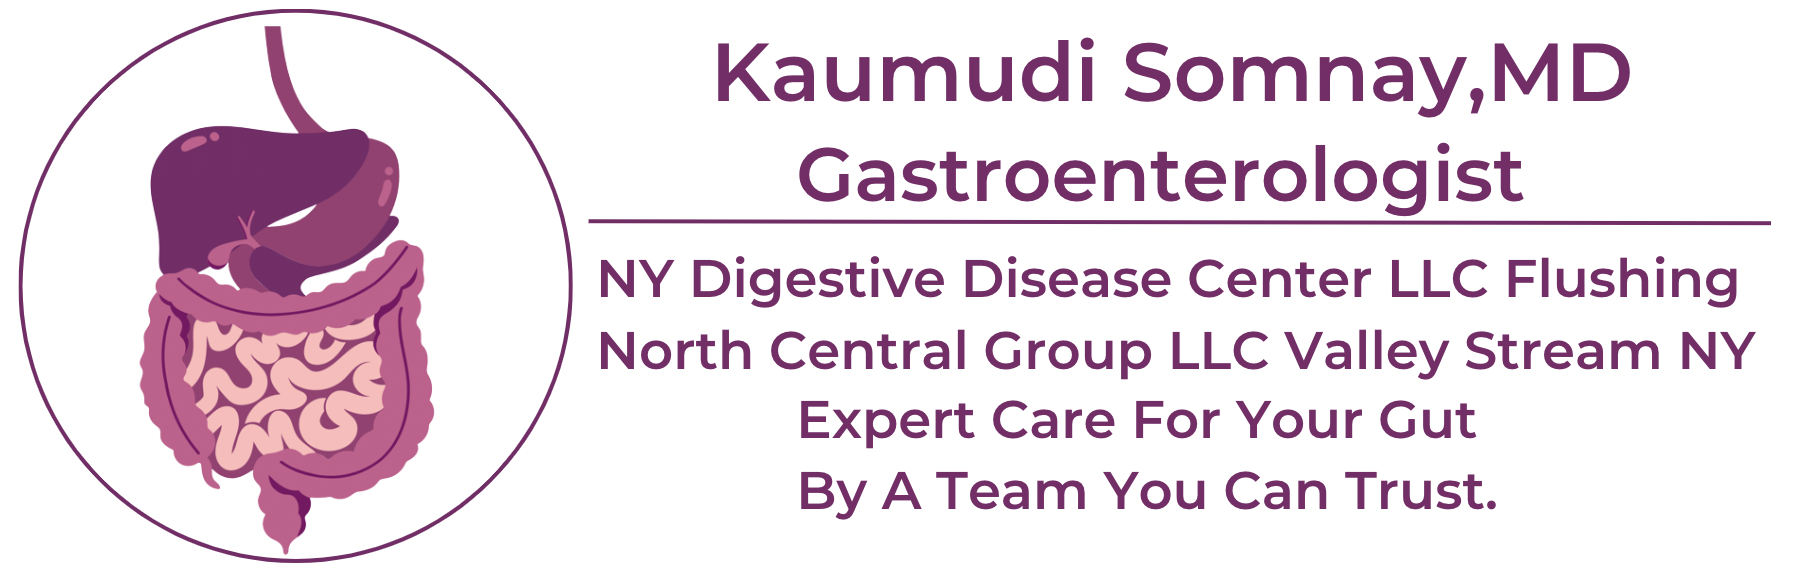 Kaumudi Somnay,MD
Gastroenterologist
NY Digestive Disease Center LLC Flushing
North Central Group LLC Valley Stream NY
Expert Care For Your Gut
By A Team You Can Trust.